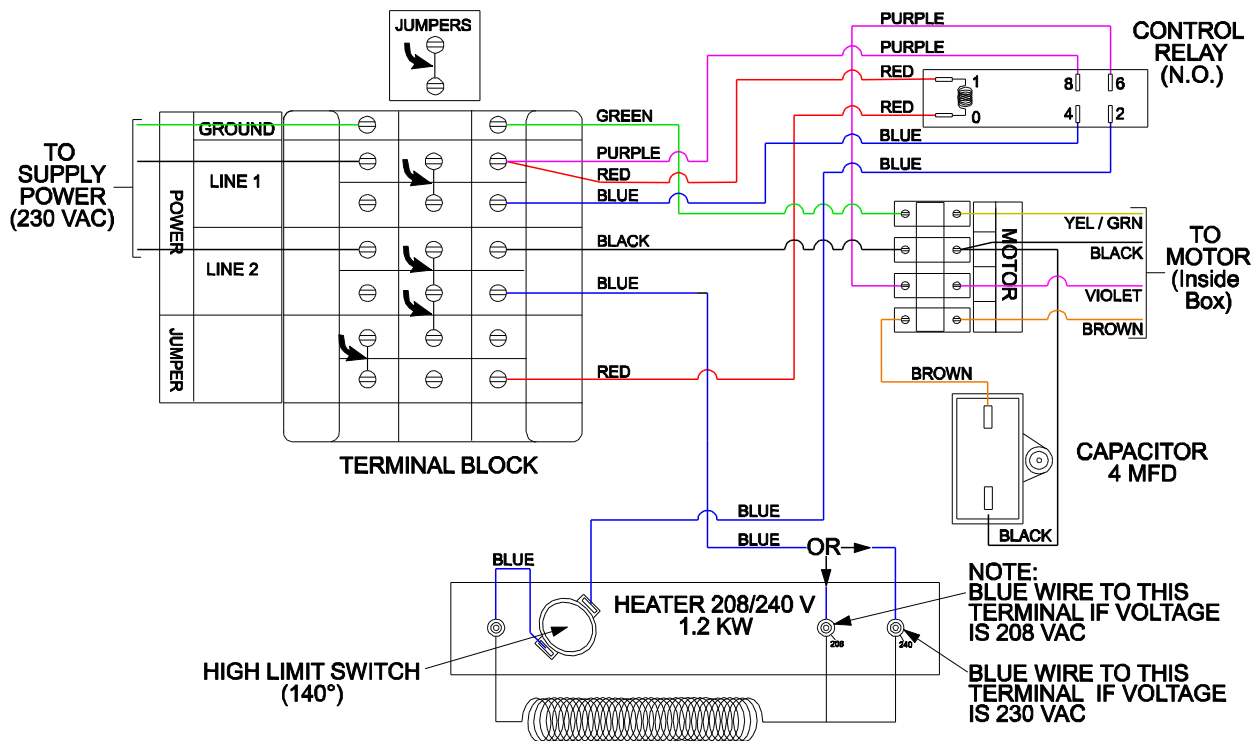 JUMPERS
PURPLE
PURPLE
RED
RED
BLUE
BLUE
CONTROL
RELAY
(N.O.)
1
0
8
6
4
2
TO
SUPPLY
POWER
(230 VAC)
POWER
JUMPER
GROUND
LINE 1
LINE 2
GREEN
PURPLE
RED
BLUE
BLACK
BLUE
RED
TERMINAL BLOCK
MOTOR
YEL / GRN
BLACK
VIOLET
BROWN
TO
MOTOR
(Inside
Box)
BROWN
CAPACITOR
4 MFD
BLACK
BLUE
BLUE
OR
BLUE
HEATER 208/240 V
1.2 KW
208
240
HIGH LIMIT SWITCH
(140°)
NOTE:
BLUE WIRE TO THIS
TERMINAL IF VOLTAGE
IS 208 VAC
BLUE WIRE TO THIS
TERMINAL IF VOLTAGE
IS 230 VAC